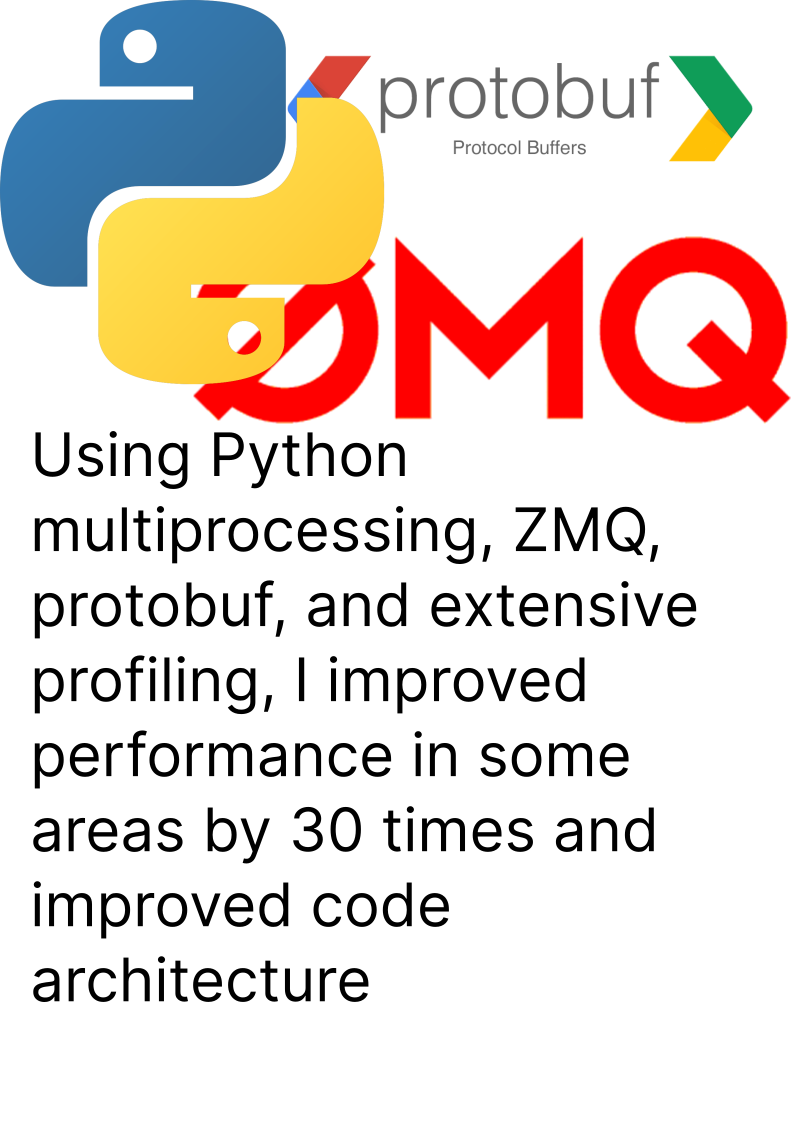 protobuf
Protocol Buffers
ØMQ
Using Python
multiprocessing, ZMQ,
protobuf, and extensive
profiling, I improved
performance in some
areas by 30 times and
improved code
architecture